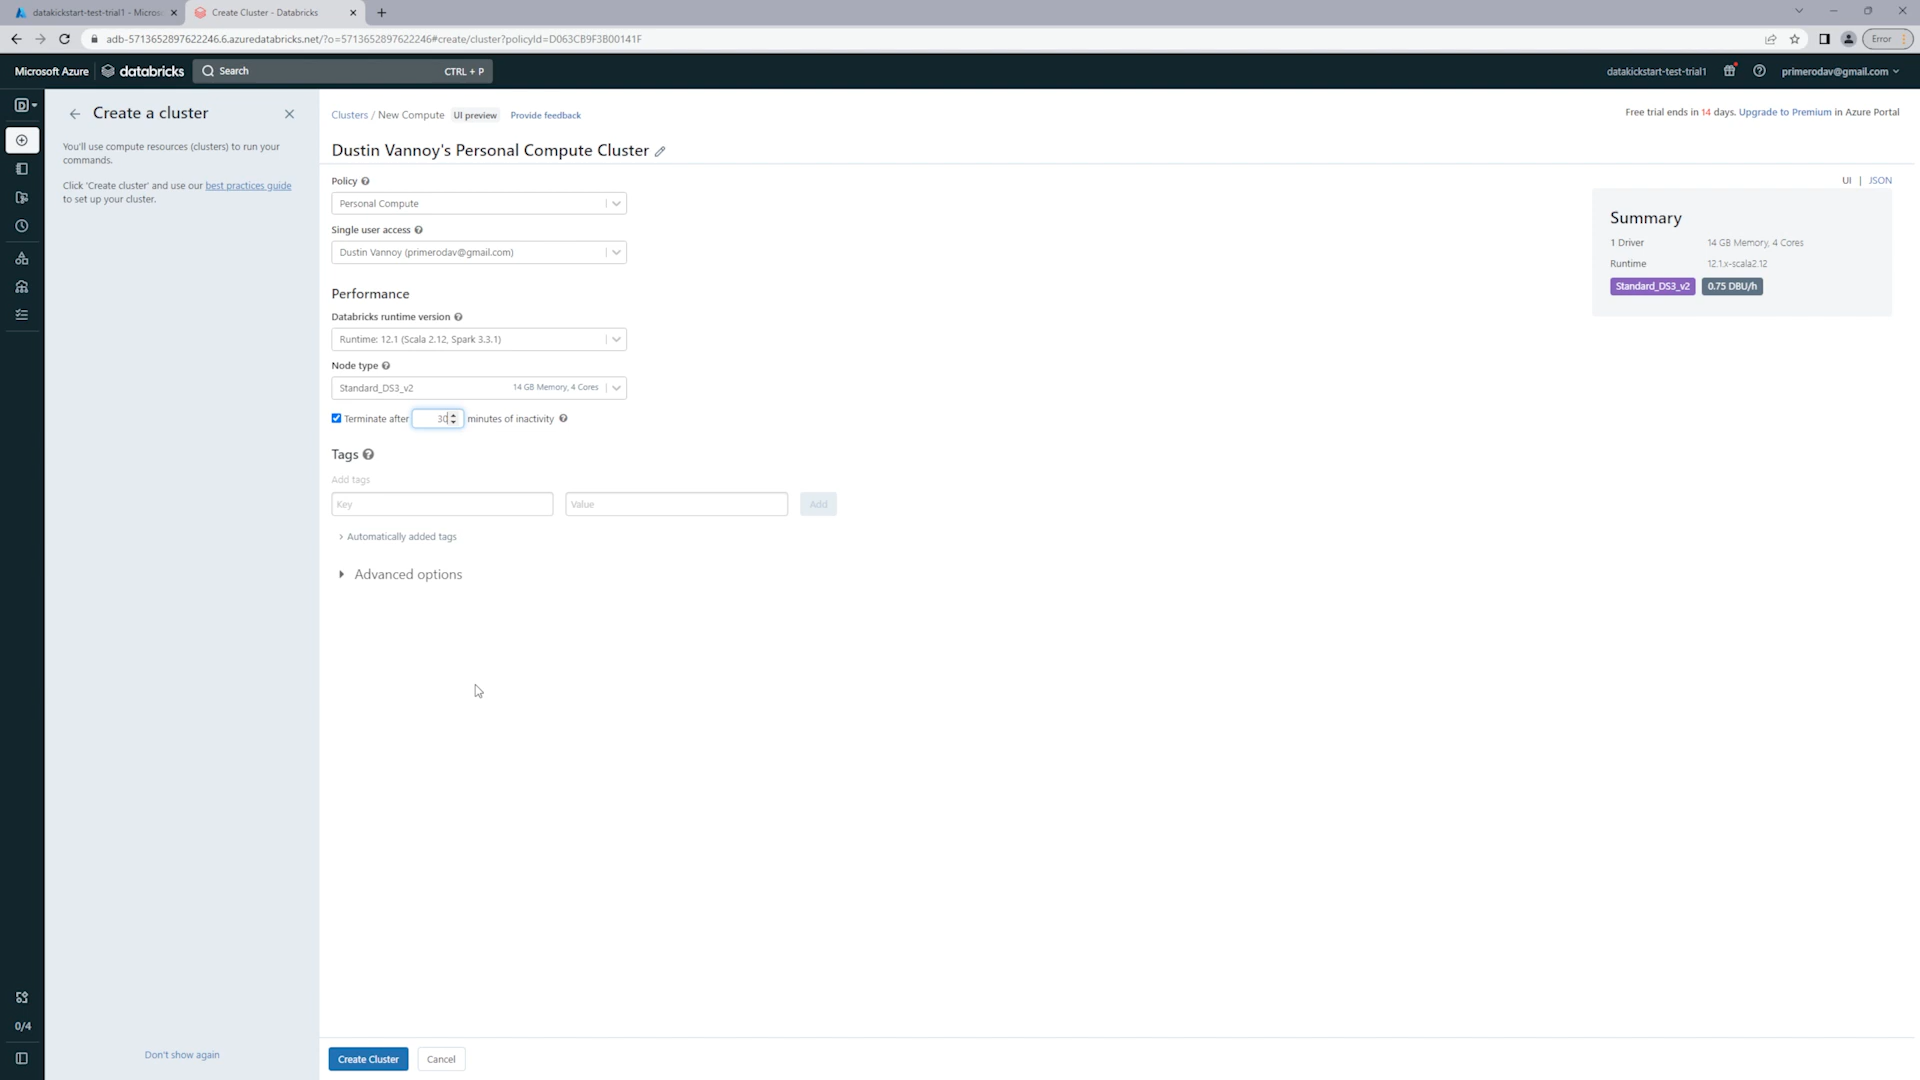 datakickstart-test-trial1 - Micros
Create Cluster - Databricks
adb-5713652897622246.6.azuredatabricks.net/?o=5713652897622246#create/cluster?policyId=D063CB9F3B00141F
Error
Microsoft Azure
databricks
Search
CTRL + P
datakickstart-test-trial1
primerodav@gmail.com
Create a cluster
You'll use compute resources (clusters) to run your
commands.
Click 'Create cluster' and use our best practices guide
to set up your cluster.
Don't show again
0/4
Clusters / New Compute UI preview Provide feedback
Free trial ends in 14 days. Upgrade to Premium in Azure Portal
Dustin Vannoy's Personal Compute Cluster
UI | JSON
Policy
Personal Compute
Single user access
Dustin Vannoy (primerodav@gmail.com)
Performance
Databricks runtime version
Runtime: 12.1 (Scala 2.12, Spark 3.3.1)
Node type
Standard_DS3_v2 14 GB Memory, 4 Cores
Terminate after 30 minutes of inactivity
Tags
Add tags
Key Value Add
Automatically added tags
Advanced options
Summary
1 Driver 14 GB Memory, 4 Cores
Runtime 12.1.x-scala2.12
Standard_DS3_v2 0.75 DBU/h
Create Cluster Cancel